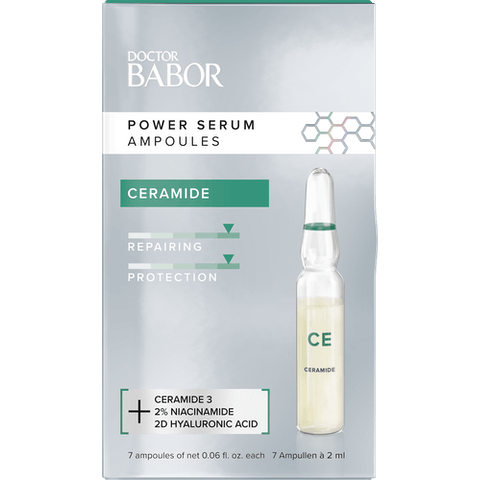 DOCTOR
BABOR
POWER SERUM
AMPOULES
CERAMIDE
REPAIRING
PROTECTION
CE
CERAMIDE
+ CERAMIDE 3
2% NIACINAMIDE
2D HYALURONIC ACID
7 ampoules of net 0.06 fl. oz. each 7 Ampullen à 2 ml